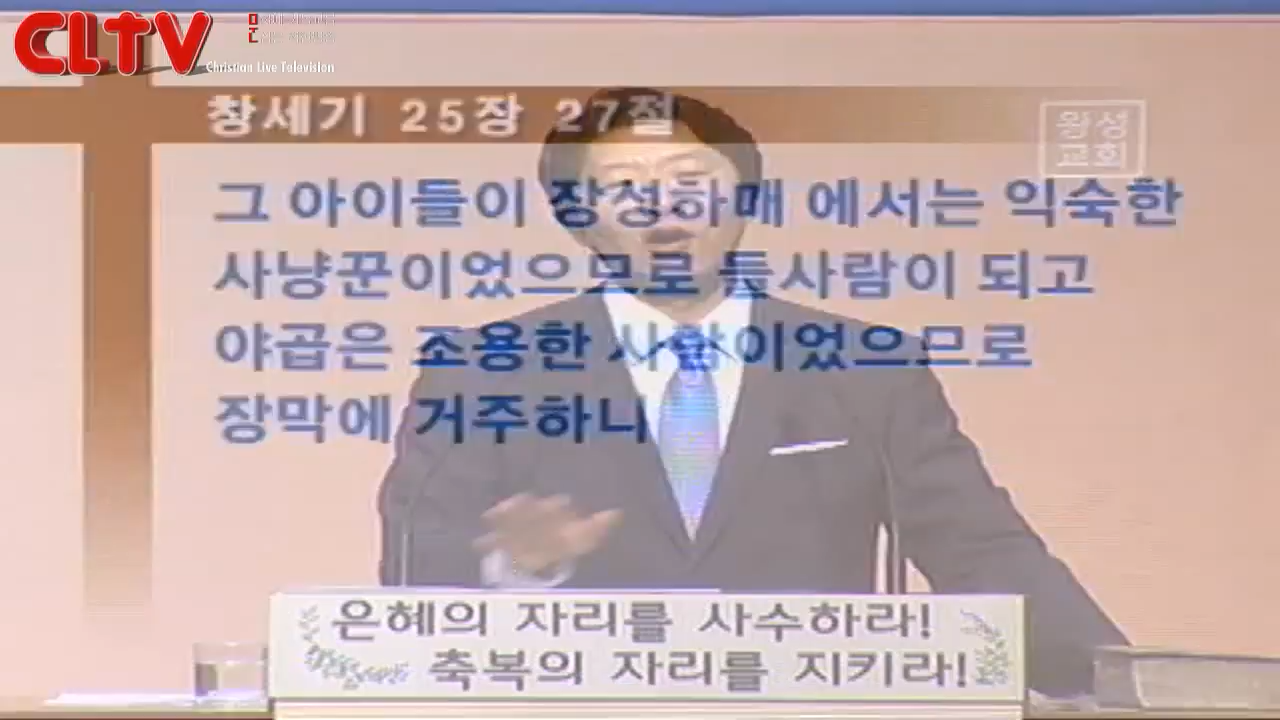 CLTV
Christian Live Television
창세기 25장 27절
왕성
교회
그 아이들이 장성하매 에서는 익숙한
사냥꾼이었으므로 들사람이 되고
야곱은 조용한 사람이었으므로
장막에 거주하니
은혜의 자리를 사수하라!
축복의 자리를 지키라!